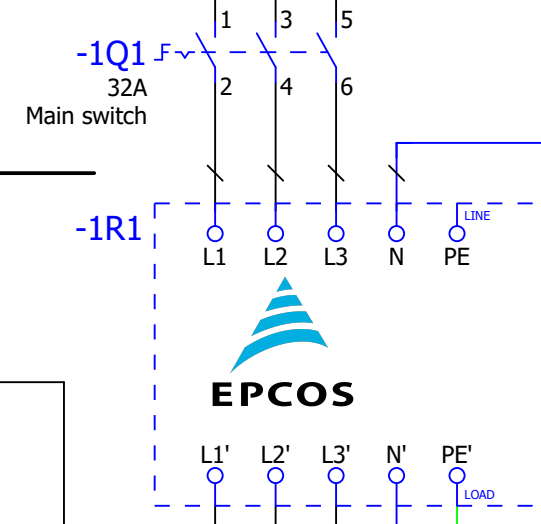 1 3 5
-1Q1
32A
2 4 6
Main switch
-1R1
LINE
L1 L2 L3 N PE
EPCOS
L1' L2' L3' N' PE'
LOAD